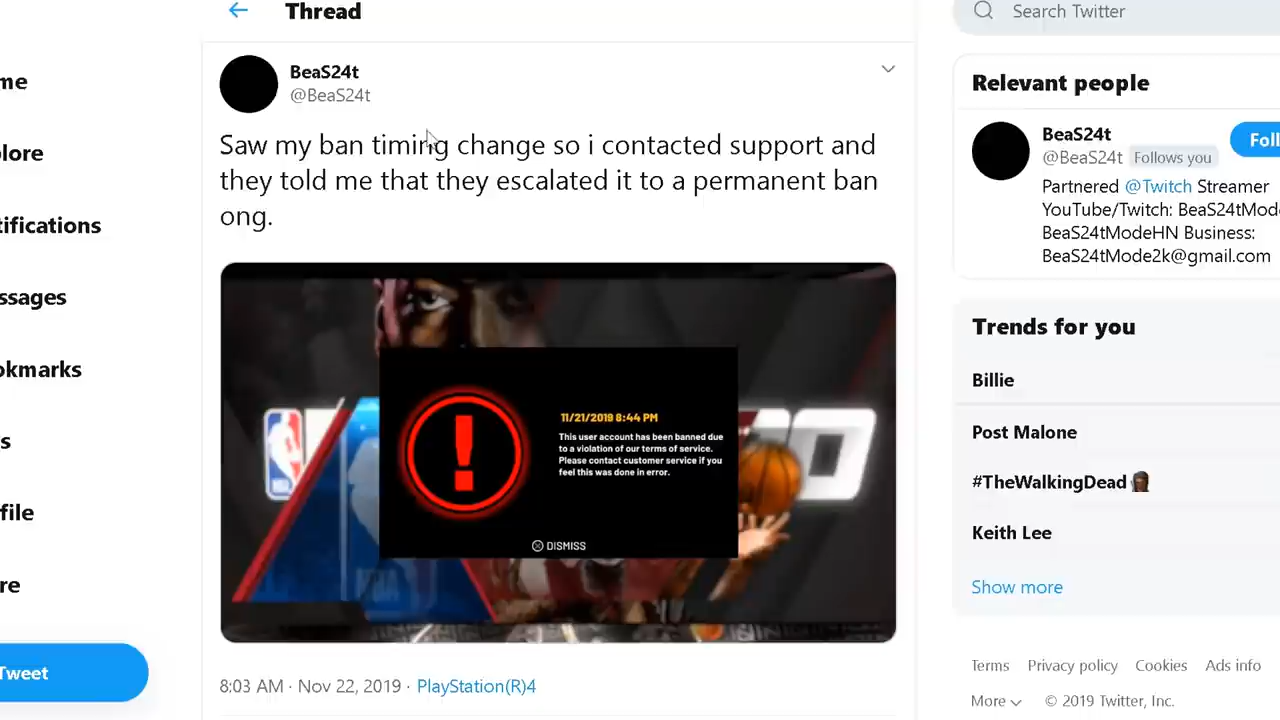 Thread
Search Twitter
me
BeaS24t
@BeaS24t
Saw my ban timing change so i contacted support and
they told me that they escalated it to a permanent ban
ong.
lore
tifications
ssages
okmarks
s
file
re
Tweet
11/21/2019 8:44 PM
This user account has been banned due
to a violation of our terms of service.
Please contact customer service if you
feel this was done in error.
DISMISS
NBA
8:03 AM · Nov 22, 2019 · PlayStation(R)4
Relevant people
BeaS24t
@BeaS24t Follows you
Foll
Partnered @Twitch Streamer
YouTube/Twitch: BeaS24tMod
BeaS24tModeHN Business:
BeaS24tMode2k@gmail.com
Trends for you
Billie
Post Malone
#TheWalkingDead
Keith Lee
Show more
Terms Privacy policy Cookies Ads info
More © 2019 Twitter, Inc.